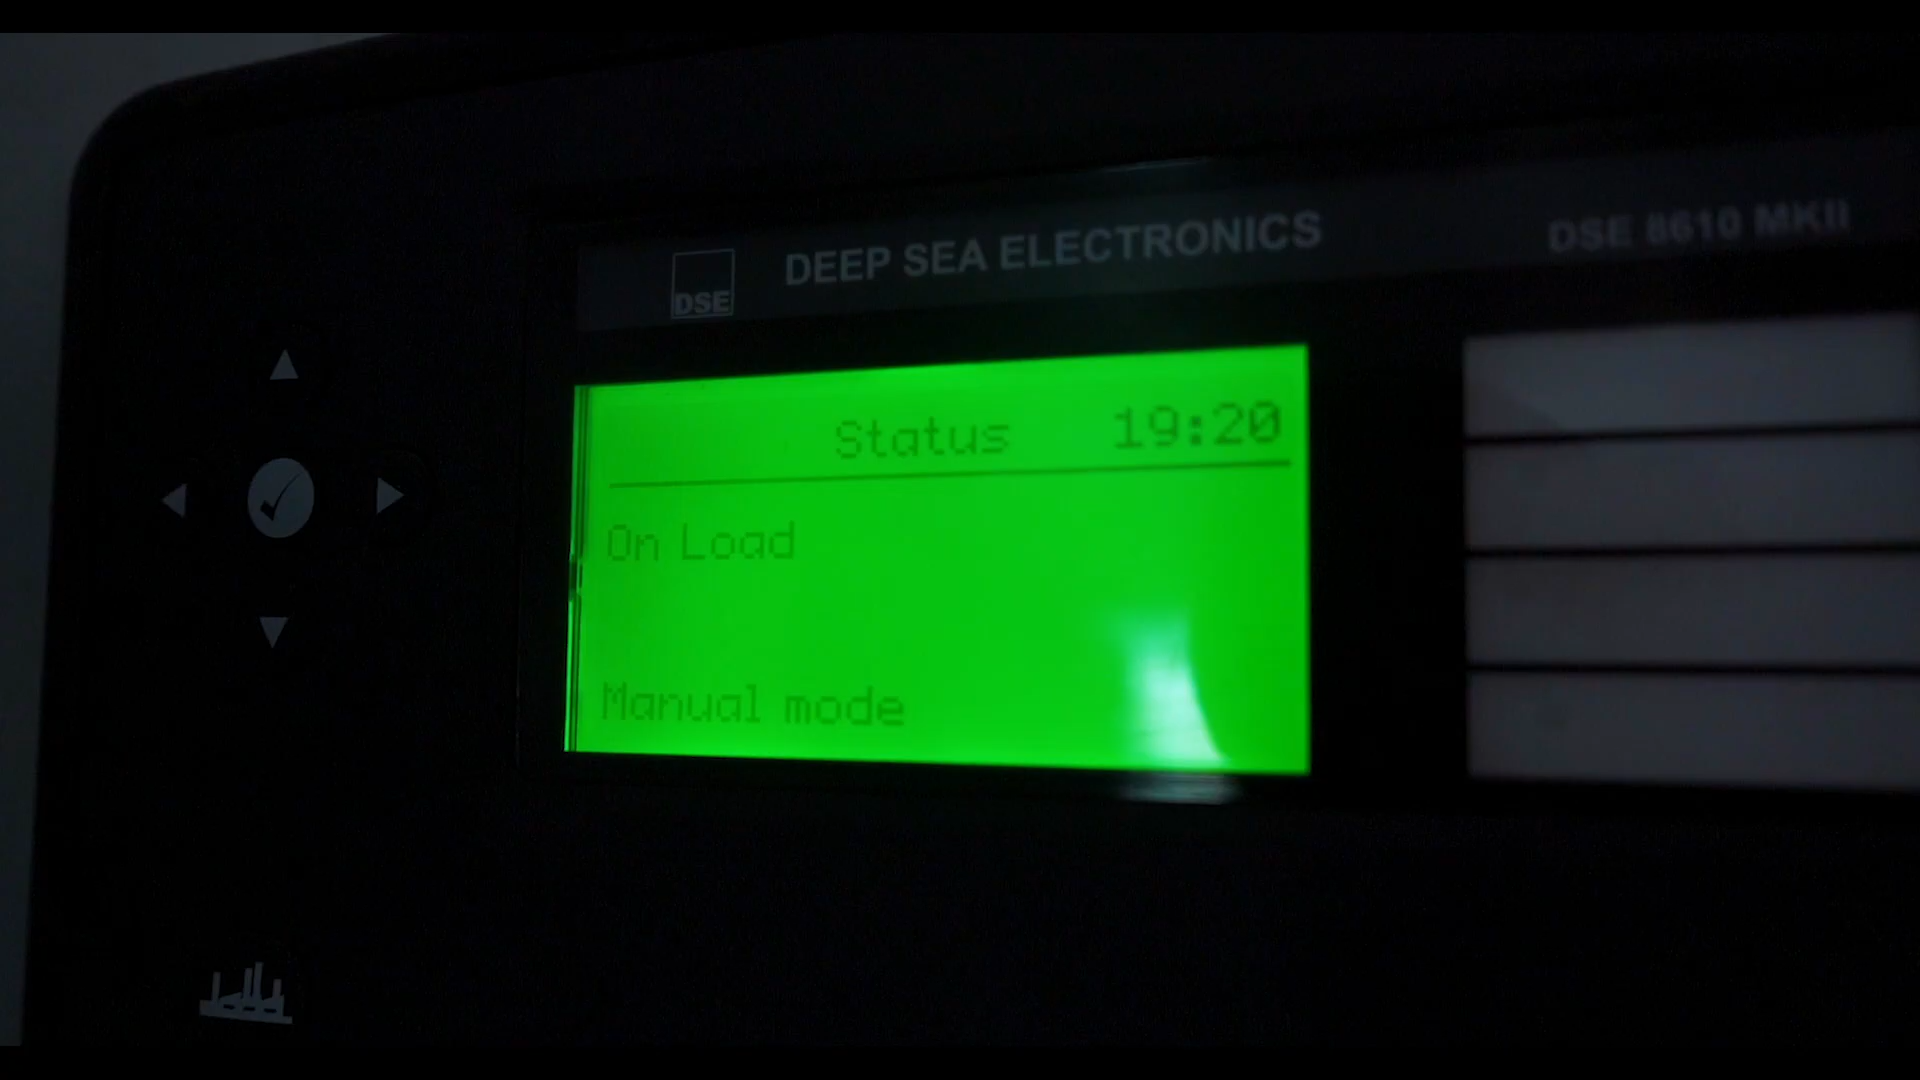 DSE DEEP SEA ELECTRONICS DSE 8610 MKII
Status 19:20
On Load
Manual mode